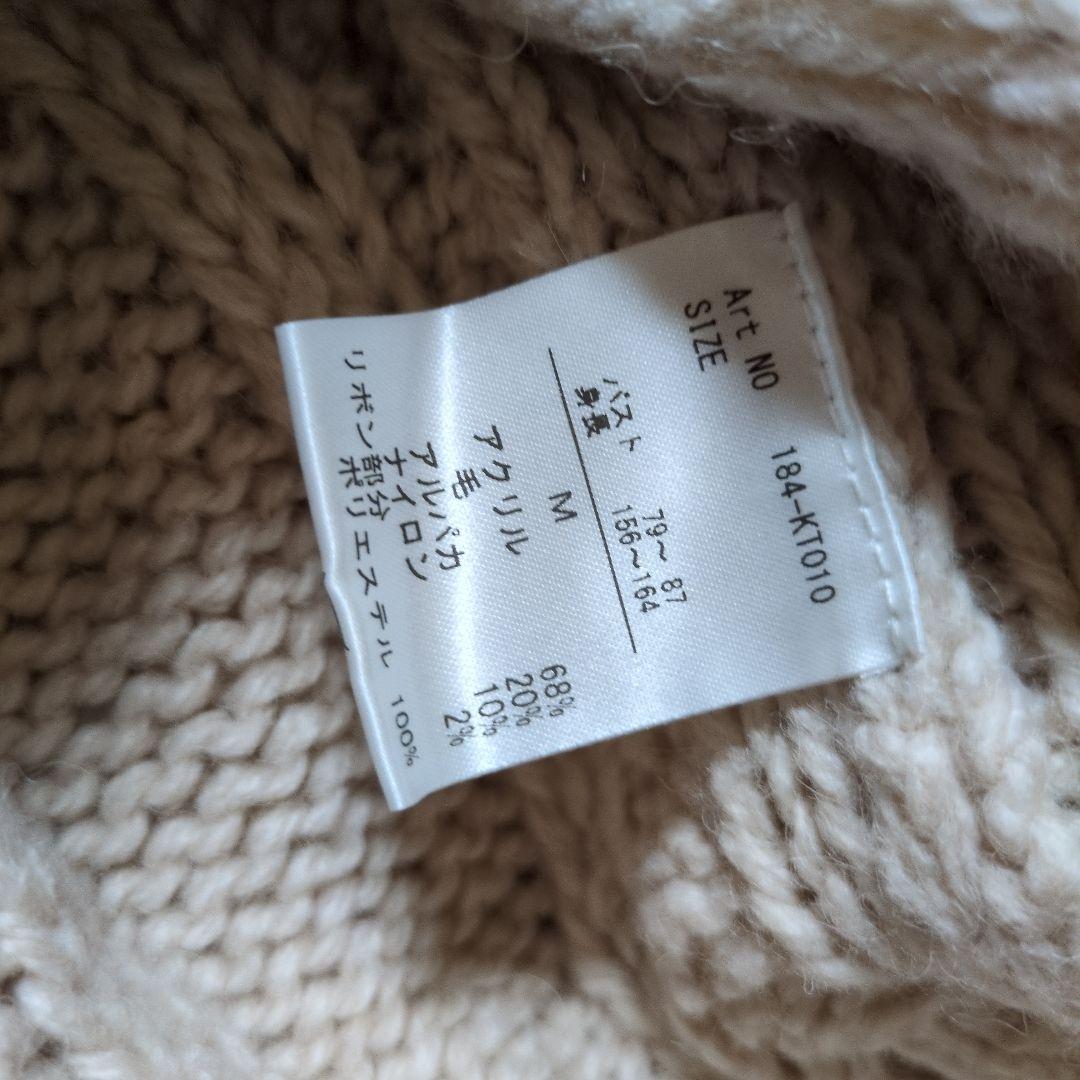 Art NO 184-KT010
SIZE
バスト 79～ 87
身長 156～164
M
アクリル 68%
毛 20%
アルパカ 10%
ナイロン 2%
リボン部分
ポリエステル 100%